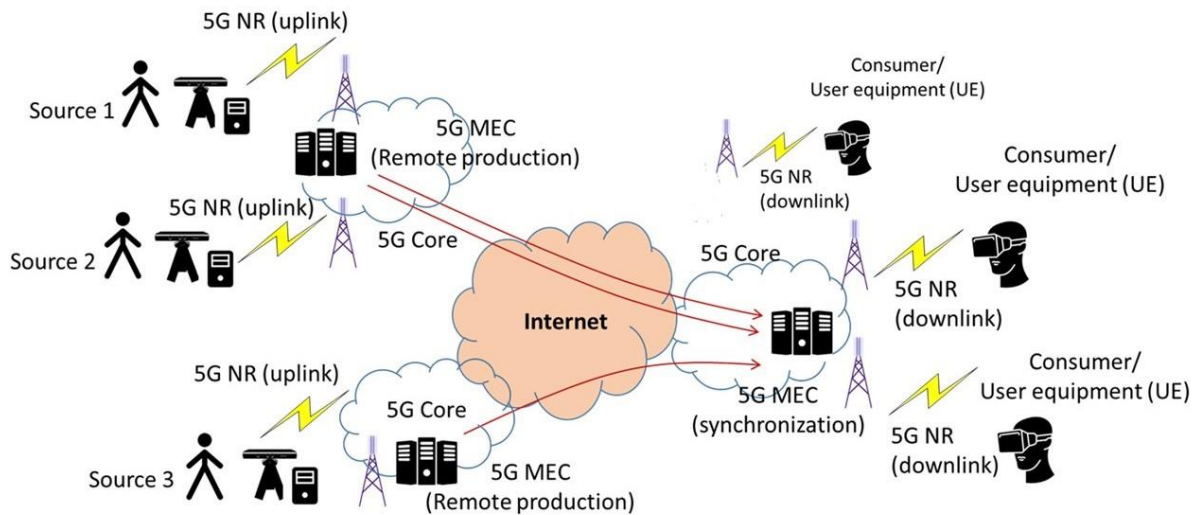 5G NR (uplink)
Source 1
5G MEC
(Remote production)
5G NR (uplink)
Source 2
5G Core
Internet
5G NR (uplink)
Source 3
5G Core
5G MEC
(Remote production)
Consumer/
User equipment (UE)
5G NR
(downlink)
Consumer/
User equipment (UE)
5G Core
5G NR
(downlink)
5G MEC
(synchronization)
Consumer/
User equipment (UE)
5G NR
(downlink)